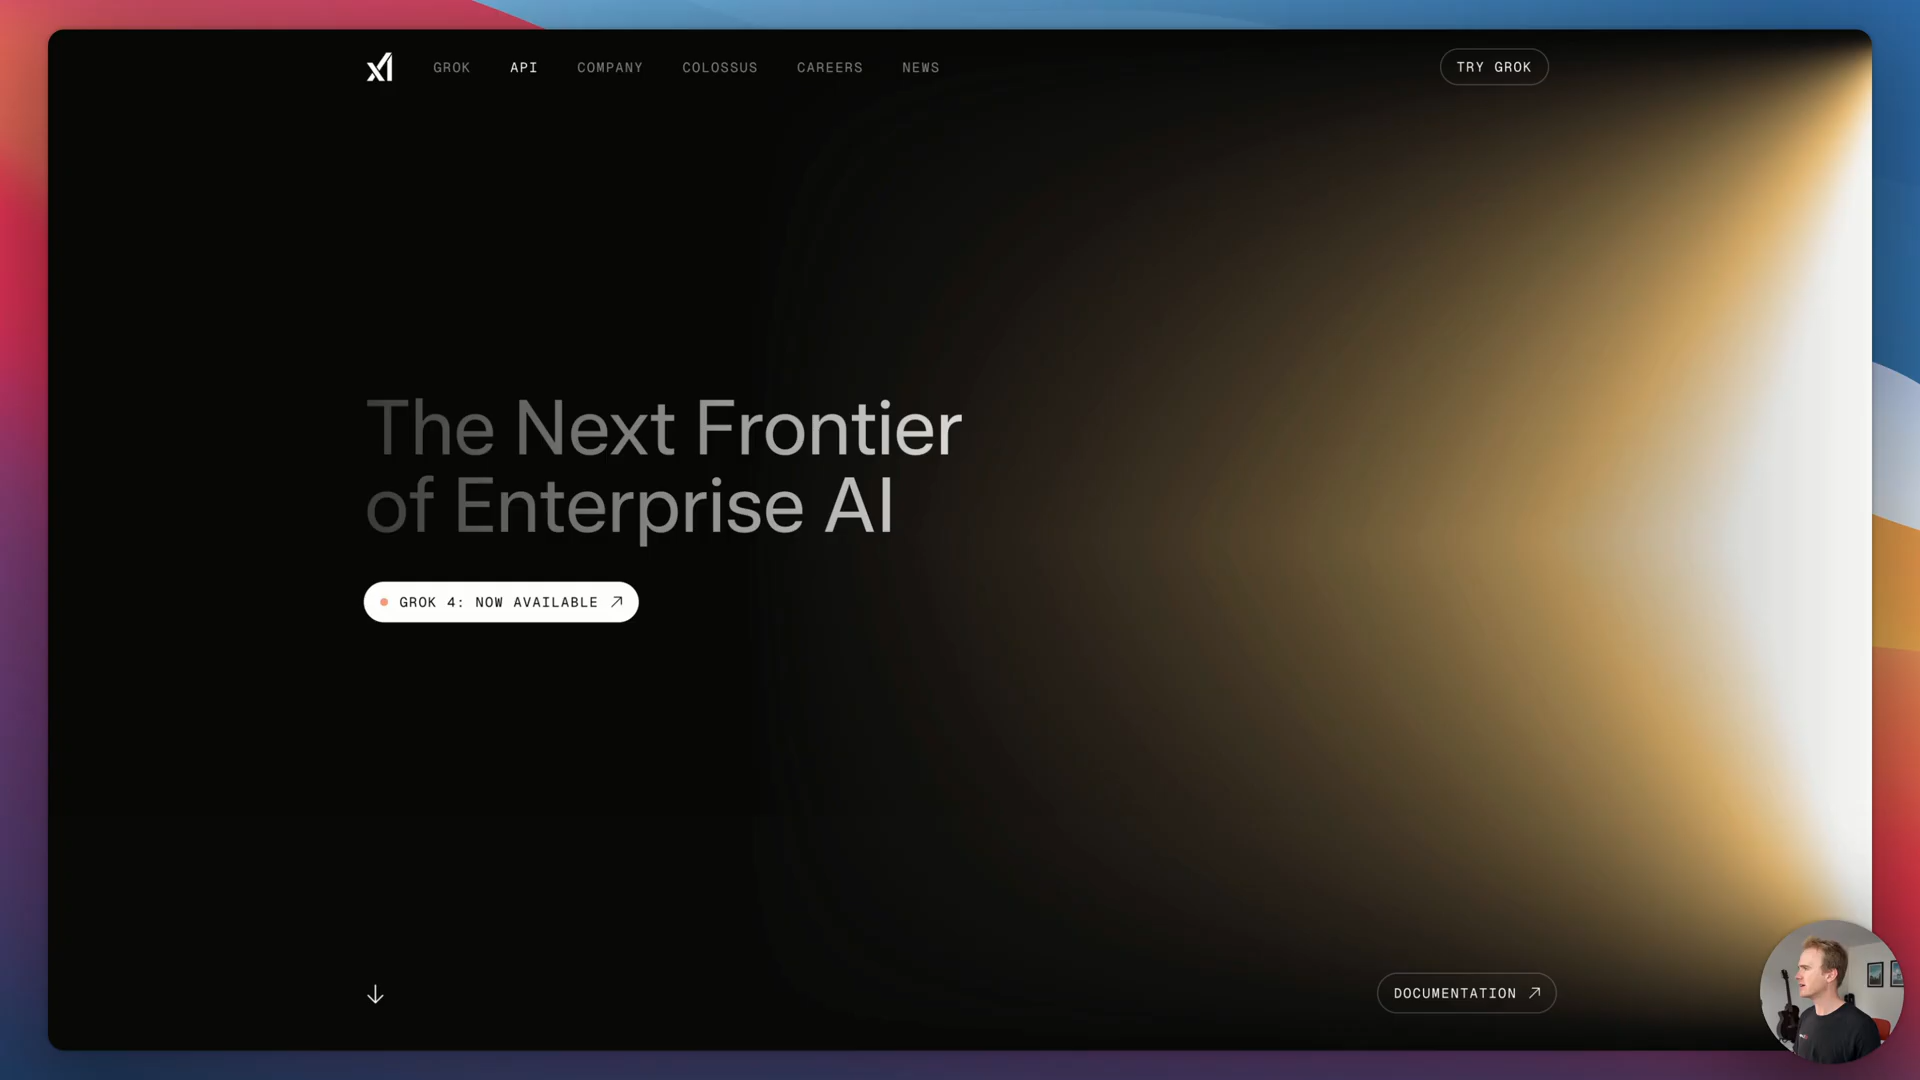 xI
GROK
API
COMPANY
COLOSSUS
CAREERS
NEWS
TRY GROK
The Next Frontier
of Enterprise AI
GROK 4: NOW AVAILABLE
DOCUMENTATION